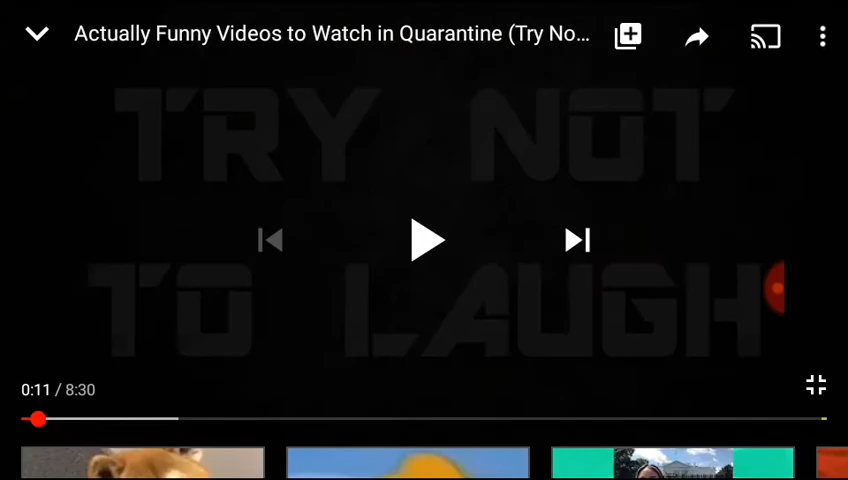 Actually Funny Videos to Watch in Quarantine (Try No...
TRY NOT
TO LAUGH
0:11 / 8:30